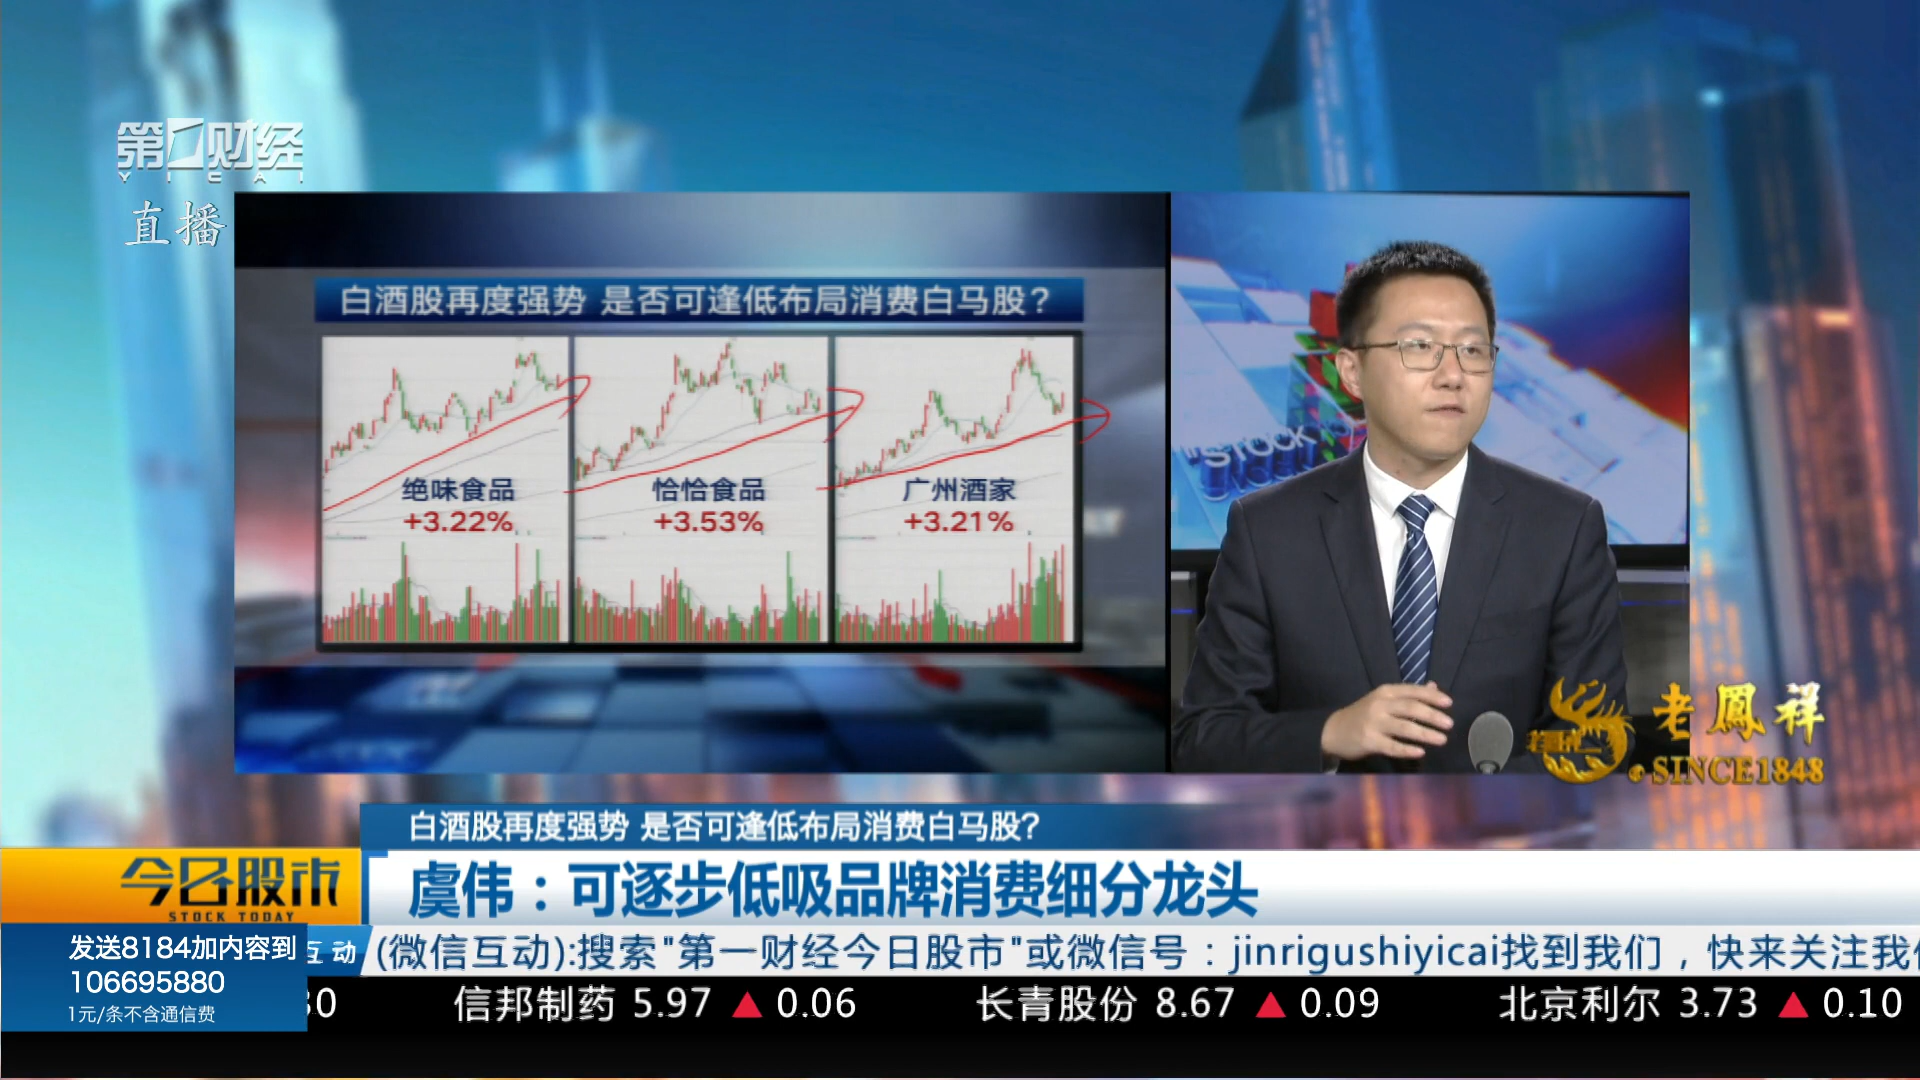 第一财经
YICAI
直播
白酒股再度强势 是否可逢低布局消费白马股？
绝味食品
+3.22%
恰恰食品
+3.53%
广州酒家
+3.21%
STOCK
老鳳祥
SINCE1848
白酒股再度强势 是否可逢低布局消费白马股?
今日股市
STOCK TODAY
虞伟：可逐步低吸品牌消费细分龙头
发送8184加内容到
106695880
1元/条不含通信费
互动
(微信互动):搜索"第一财经今日股市"或微信号：jinrigushiyicai找到我们，快来关注我
30 信邦制药 5.97 ▲ 0.06 长青股份 8.67 ▲ 0.09 北京利尔 3.73 ▲ 0.10